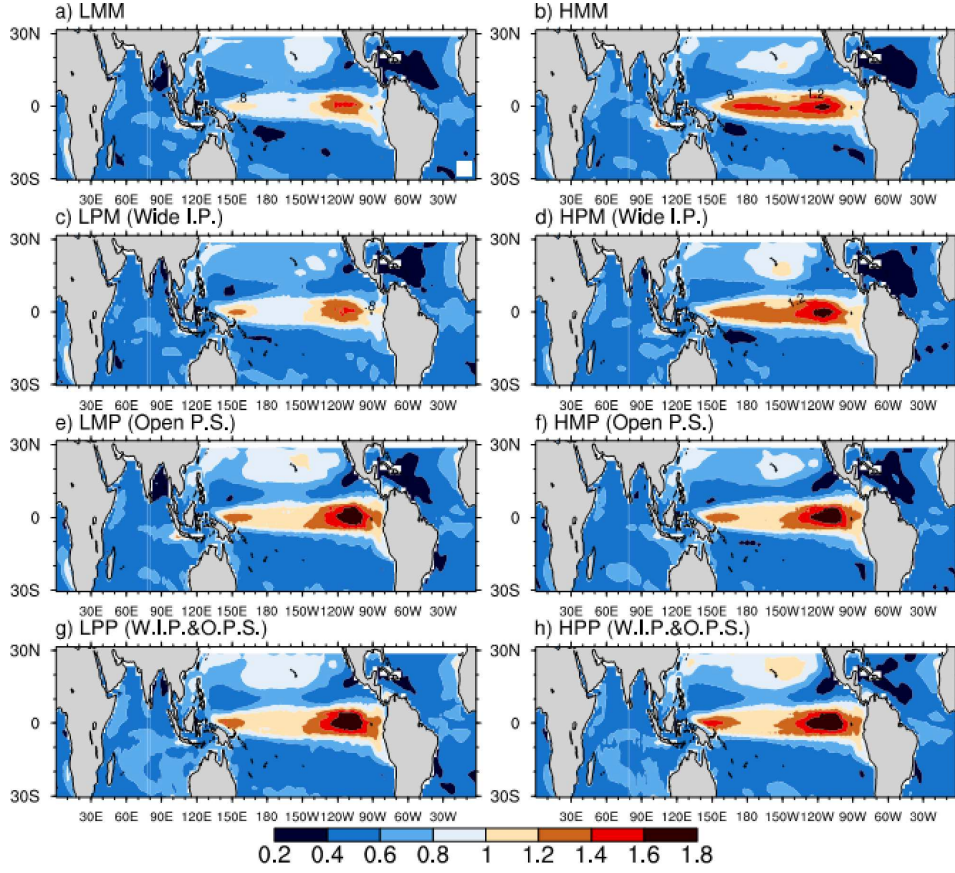 a) LMM b) HMM
30N 30N
.8 .8 1.2
0 0
30S 30S
30E 60E 90E 120E 150E 180 150W 120W 90W 60W 30W 30E 60E 90E 120E 150E 180 150W 120W 90W 60W 30W
c) LPM (Wide I.P.) d) HPM (Wide I.P.)
30N 30N
.8 1.2
0 0
30S 30S
30E 60E 90E 120E 150E 180 150W 120W 90W 60W 30W 30E 60E 90E 120E 150E 180 150W 120W 90W 60W 30W
e) LMP (Open P.S.) f) HMP (Open P.S.)
30N 30N
0 0
30S 30S
30E 60E 90E 120E 150E 180 150W 120W 90W 60W 30W 30E 60E 90E 120E 150E 180 150W 120W 90W 60W 30W
g) LPP (W.I.P.&O.P.S.) h) HPP (W.I.P.&O.P.S.)
30N 30N
0 0
30S 30S
30E 60E 90E 120E 150E 180 150W 120W 90W 60W 30W 30E 60E 90E 120E 150E 180 150W 120W 90W 60W 30W
0.2 0.4 0.6 0.8 1 1.2 1.4 1.6 1.8